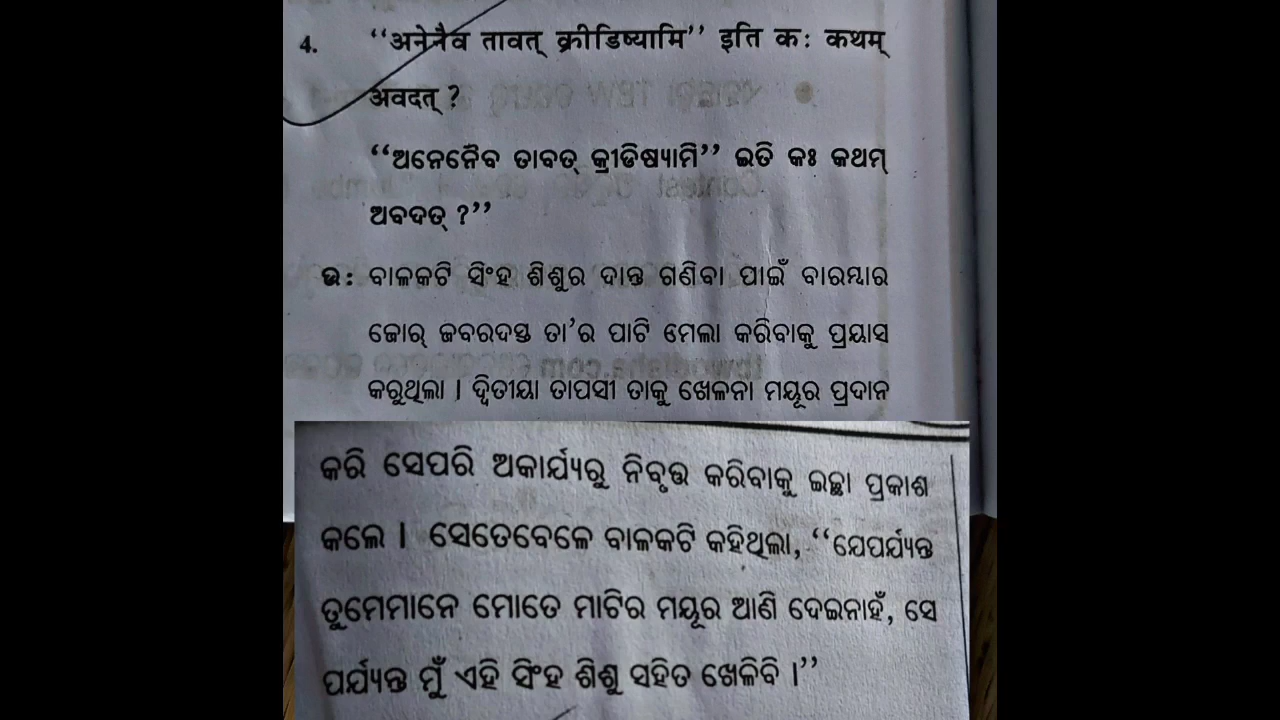 4. ‘‘अनेनैव तावत् क्रीडिष्यामि’’ इति कः कथम्
अवदत् ?
‘‘ଅନେନୈବ ତାବତ୍ କ୍ରୀଡିଷ୍ୟାମି’’ ଇତି କଃ କଥମ୍
ଅବଦତ୍ ?’’
ଉ: ବାଳକଟି ସିଂହ ଶିଶୁର ଦାନ୍ତ ଗଣିବା ପାଇଁ ବାରମ୍ବାର
ଜୋର୍ ଜବରଦସ୍ତ ତା’ର ପାଟି ମେଲା କରିବାକୁ ପ୍ରୟାସ
କରୁଥିଲା । ଦ୍ଵିତୀୟା ତାପସୀ ତାକୁ ଖେଳନା ମୟୂର ପ୍ରଦାନ
କରି ସେପରି ଅକାର୍ଯ୍ୟରୁ ନିବୃତ୍ତ କରିବାକୁ ଇଚ୍ଛା ପ୍ରକାଶ
କଲେ । ସେତେବେଳେ ବାଳକଟି କହିଥିଲା, ‘‘ଯେପର୍ଯ୍ୟନ୍ତ
ତୁମେମାନେ ମୋତେ ମାଟିର ମୟୂର ଆଣି ଦେଇନାହଁ, ସେ
ପର୍ଯ୍ୟନ୍ତ ମୁଁ ଏହି ସିଂହ ଶିଶୁ ସହିତ ଖେଳିବି ।’’